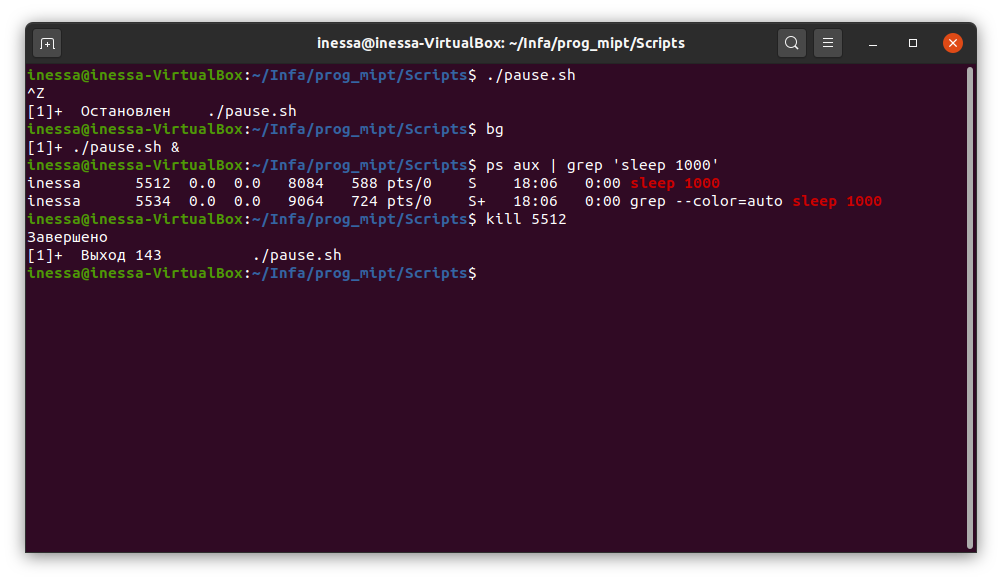 inessa@inessa-VirtualBox: ~/Infa/prog_mipt/Scripts
inessa@inessa-VirtualBox:~/Infa/prog_mipt/Scripts$ ./pause.sh
^Z
[1]+  Остановлен    ./pause.sh
inessa@inessa-VirtualBox:~/Infa/prog_mipt/Scripts$ bg
[1]+ ./pause.sh &
inessa@inessa-VirtualBox:~/Infa/prog_mipt/Scripts$ ps aux | grep 'sleep 1000'
inessa      5512  0.0  0.0   8084   588 pts/0    S    18:06   0:00 sleep 1000
inessa      5534  0.0  0.0   9064   724 pts/0    S+   18:06   0:00 grep --color=auto sleep 1000
inessa@inessa-VirtualBox:~/Infa/prog_mipt/Scripts$ kill 5512
Завершено
[1]+  Выход 143          ./pause.sh
inessa@inessa-VirtualBox:~/Infa/prog_mipt/Scripts$